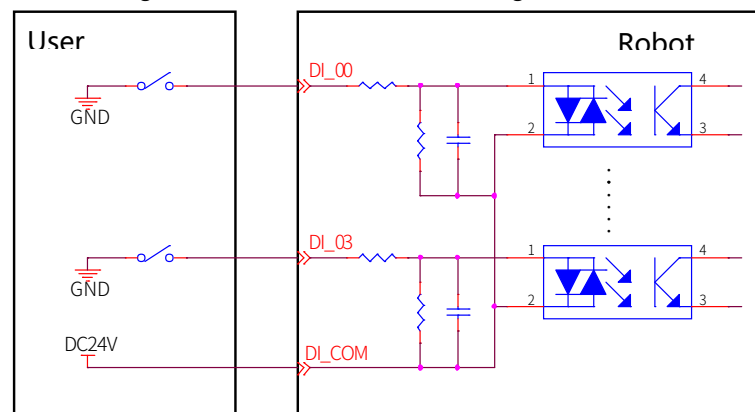 User
Robot
DI_00
1
4
GND
2
3
DI_03
1
4
GND
2
3
DC24V
DI_COM